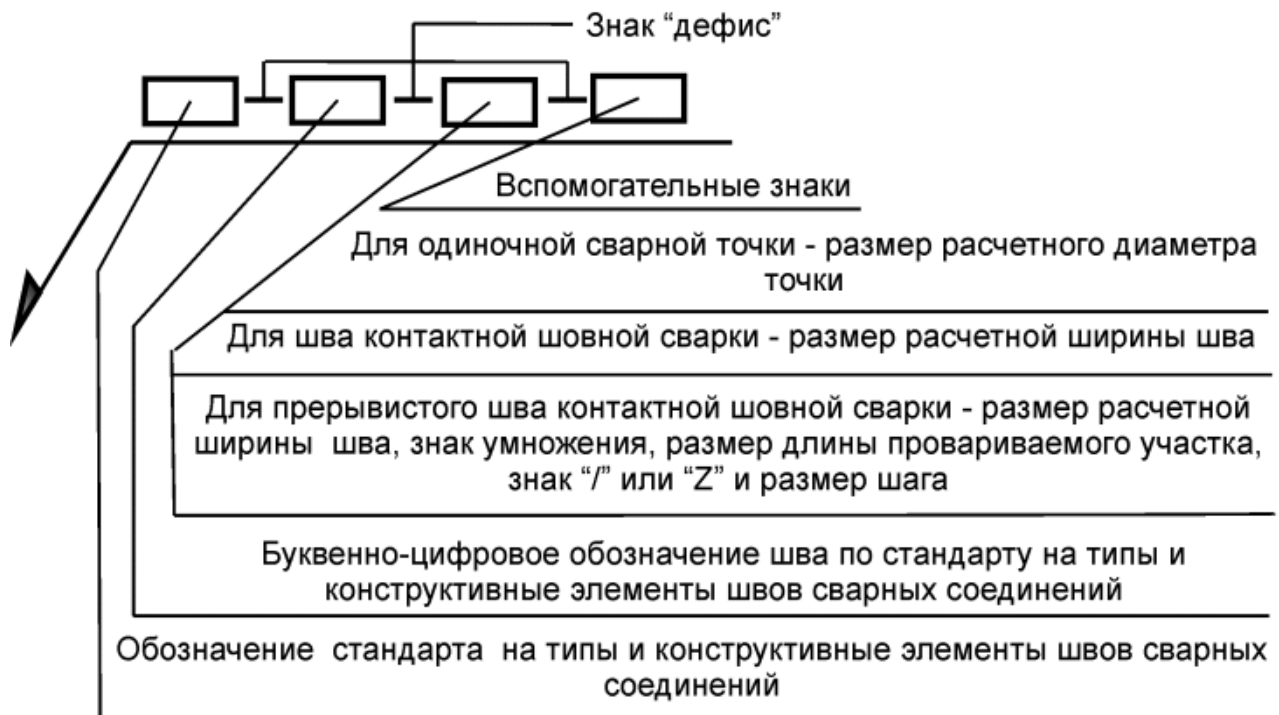 Знак “дефис”
Вспомогательные знаки
Для одиночной сварной точки - размер расчетного диаметра
точки
Для шва контактной шовной сварки - размер расчетной ширины шва
Для прерывистого шва контактной шовной сварки - размер расчетной
ширины шва, знак умножения, размер длины провариваемого участка,
знак “/” или “Z” и размер шага
Буквенно-цифровое обозначение шва по стандарту на типы и
конструктивные элементы швов сварных соединений
Обозначение стандарта на типы и конструктивные элементы швов сварных
соединений